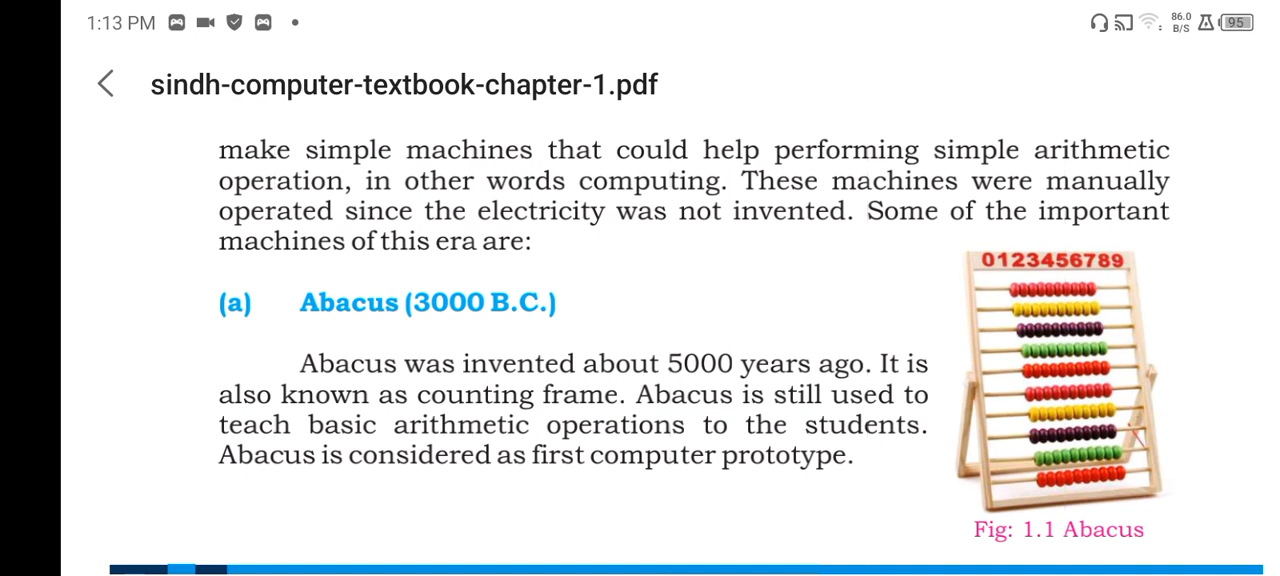 1:13 PM
86.0
B/S
95
sindh-computer-textbook-chapter-1.pdf
make simple machines that could help performing simple arithmetic
operation, in other words computing. These machines were manually
operated since the electricity was not invented. Some of the important
machines of this era are:
(a) Abacus (3000 B.C.)
Abacus was invented about 5000 years ago. It is
also known as counting frame. Abacus is still used to
teach basic arithmetic operations to the students.
Abacus is considered as first computer prototype.
0123456789
Fig: 1.1 Abacus